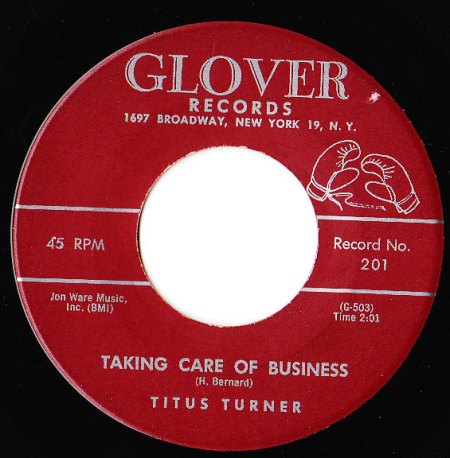 GLOVER
RECORDS
1697 BROADWAY, NEW YORK 19, N. Y.
45 RPM
Record No.
201
Jon Ware Music,
Inc. (BMI)
(G-503)
Time 2:01
TAKING CARE OF BUSINESS
(H. Bernard)
TITUS TURNER